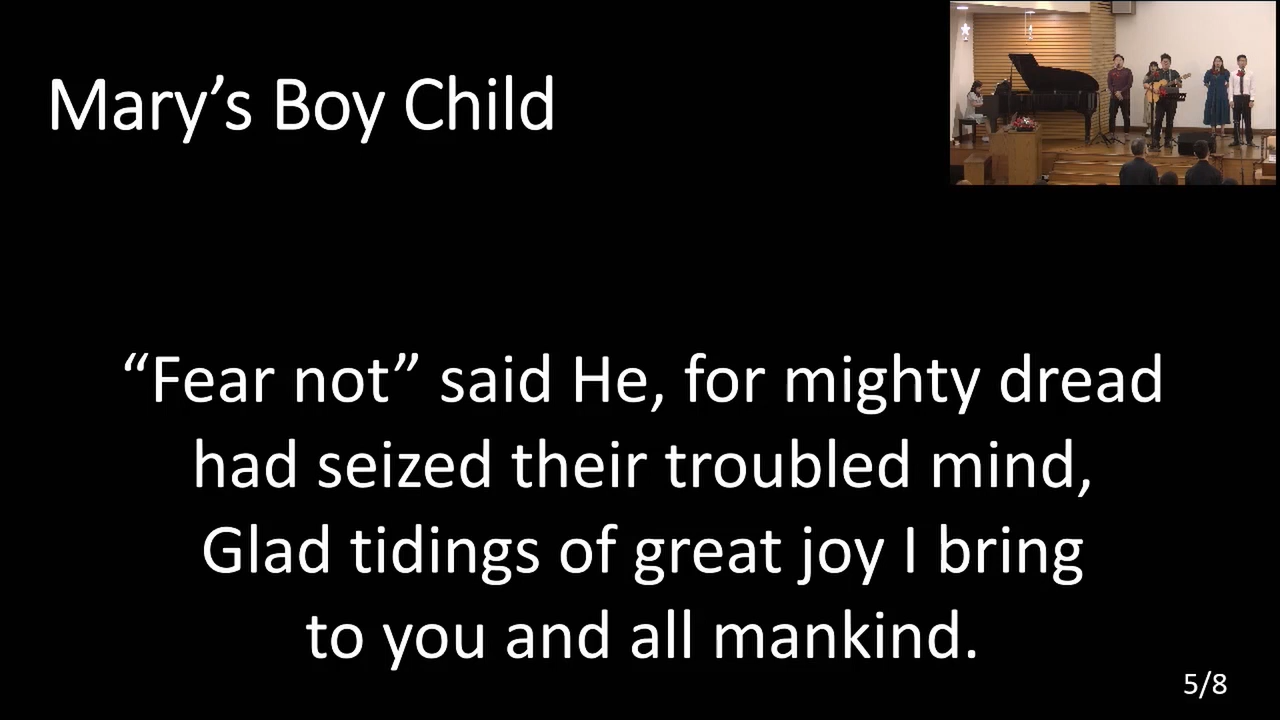 Mary’s Boy Child
“Fear not” said He, for mighty dread
had seized their troubled mind,
Glad tidings of great joy I bring
to you and all mankind.
5/8